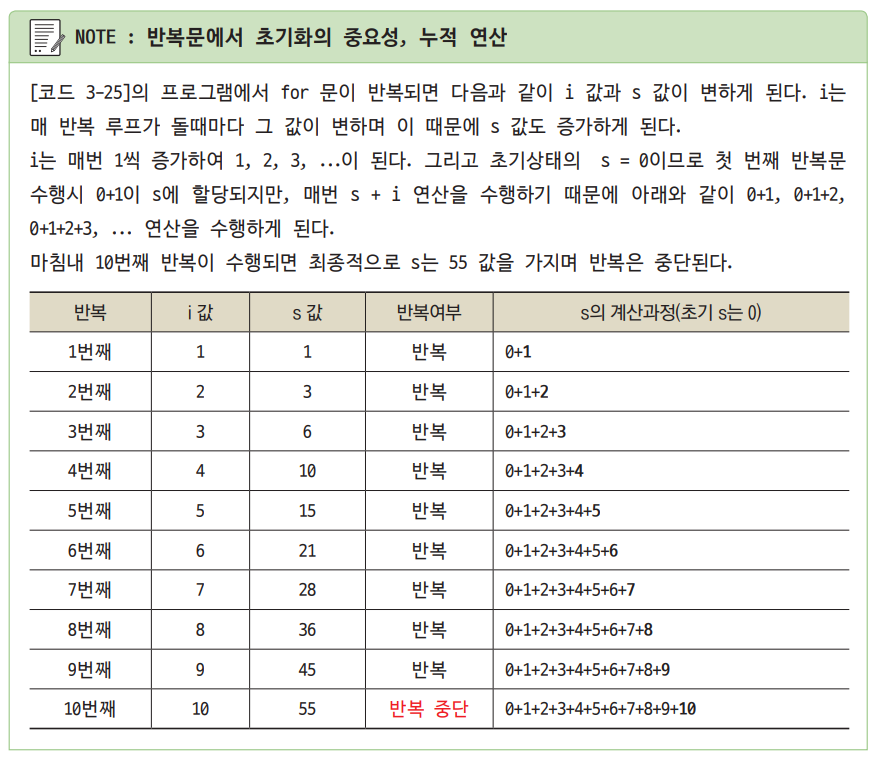 NOTE : 반복문에서 초기화의 중요성, 누적 연산
[코드 3-25]의 프로그램에서 for 문이 반복되면 다음과 같이 i 값과 s 값이 변하게 된다. i는
매 반복 루프가 돌때마다 그 값이 변하며 이 때문에 s 값도 증가하게 된다.
i는 매번 1씩 증가하여 1, 2, 3, ...이 된다. 그리고 초기상태의 s = 0이므로 첫 번째 반복문
수행시 0+1이 s에 할당되지만, 매번 s + i 연산을 수행하기 때문에 아래와 같이 0+1, 0+1+2,
0+1+2+3, ... 연산을 수행하게 된다.
마침내 10번째 반복이 수행되면 최종적으로 s는 55 값을 가지며 반복은 중단된다.
반복 i 값 s 값 반복여부 s의 계산과정(초기 s는 0)
1번째 1 1 반복 0+1
2번째 2 3 반복 0+1+2
3번째 3 6 반복 0+1+2+3
4번째 4 10 반복 0+1+2+3+4
5번째 5 15 반복 0+1+2+3+4+5
6번째 6 21 반복 0+1+2+3+4+5+6
7번째 7 28 반복 0+1+2+3+4+5+6+7
8번째 8 36 반복 0+1+2+3+4+5+6+7+8
9번째 9 45 반복 0+1+2+3+4+5+6+7+8+9
10번째 10 55 반복 중단 0+1+2+3+4+5+6+7+8+9+10